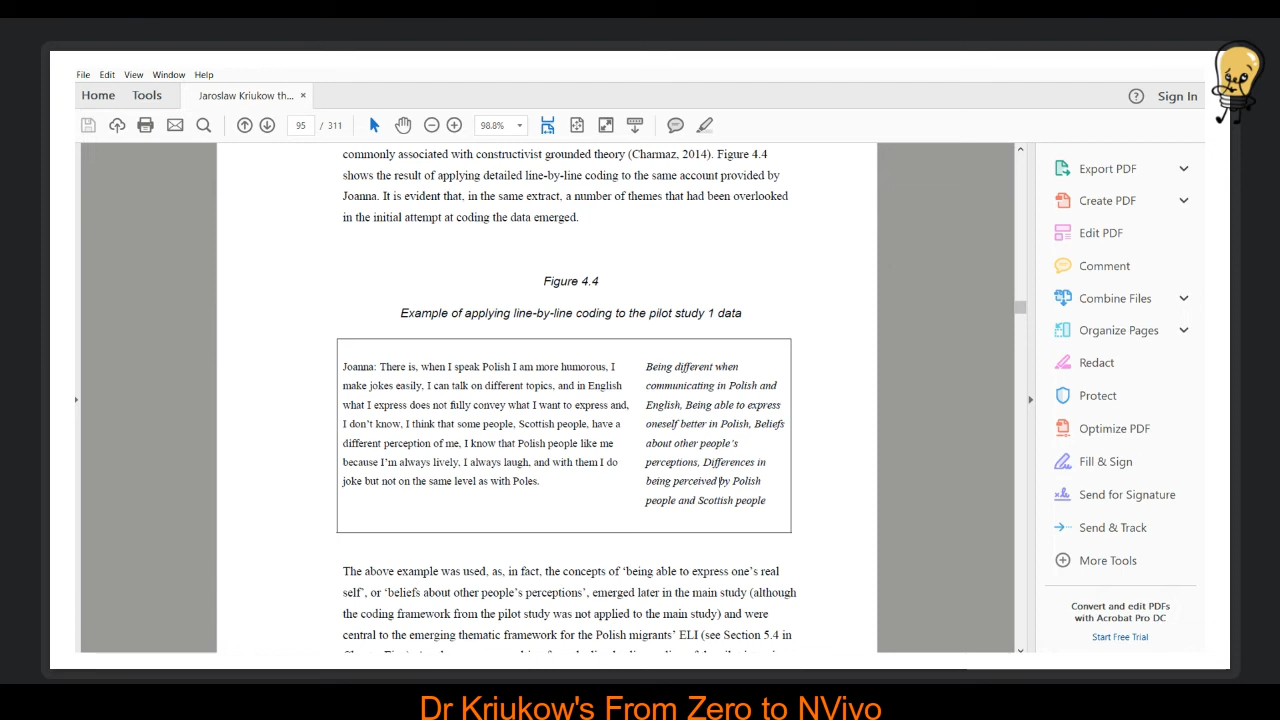 File Edit View Window Help
Home Tools Jaroslaw Kriukow th... × Sign In
95 / 311 98.8%
commonly associated with constructivist grounded theory (Charmaz, 2014). Figure 4.4
shows the result of applying detailed line-by-line coding to the same account provided by
Joanna. It is evident that, in the same extract, a number of themes that had been overlooked
in the initial attempt at coding the data emerged.
Figure 4.4
Example of applying line-by-line coding to the pilot study 1 data
Joanna: There is, when I speak Polish I am more humorous, I
make jokes easily, I can talk on different topics, and in English
what I express does not fully convey what I want to express and,
I don't know, I think that some people, Scottish people, have a
different perception of me, I know that Polish people like me
because I'm always lively, I always laugh, and with them I do
joke but not on the same level as with Poles.
Being different when
communicating in Polish and
English, Being able to express
oneself better in Polish, Beliefs
about other people's
perceptions, Differences in
being perceived by Polish
people and Scottish people
The above example was used, as, in fact, the concepts of 'being able to express one's real
self', or 'beliefs about other people's perceptions', emerged later in the main study (although
the coding framework from the pilot study was not applied to the main study) and were
central to the emerging thematic framework for the Polish migrants' ELI (see Section 5.4 in
Export PDF
Create PDF
Edit PDF
Comment
Combine Files
Organize Pages
Redact
Protect
Optimize PDF
Fill & Sign
Send for Signature
Send & Track
More Tools
Convert and edit PDFs
with Acrobat Pro DC
Start Free Trial
Dr Kriukow's From Zero to NVivo